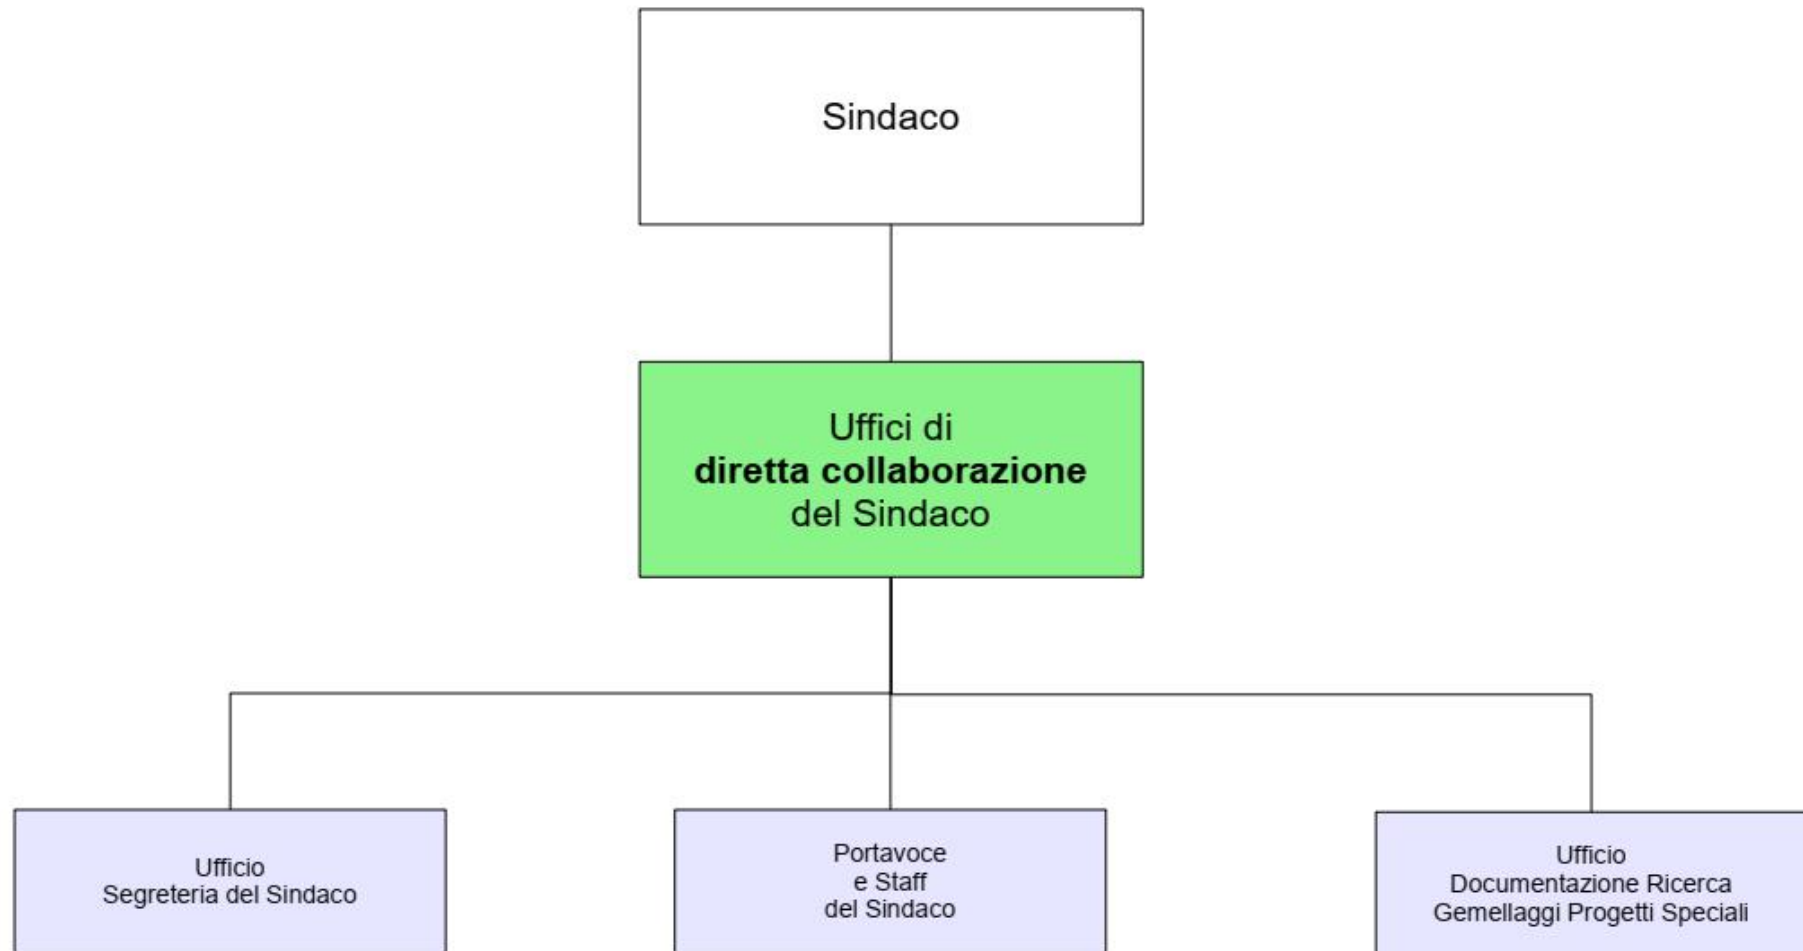 Sindaco
Uffici di
diretta collaborazione
del Sindaco
Ufficio
Segreteria del Sindaco
Portavoce
e Staff
del Sindaco
Ufficio
Documentazione Ricerca
Gemellaggi Progetti Speciali